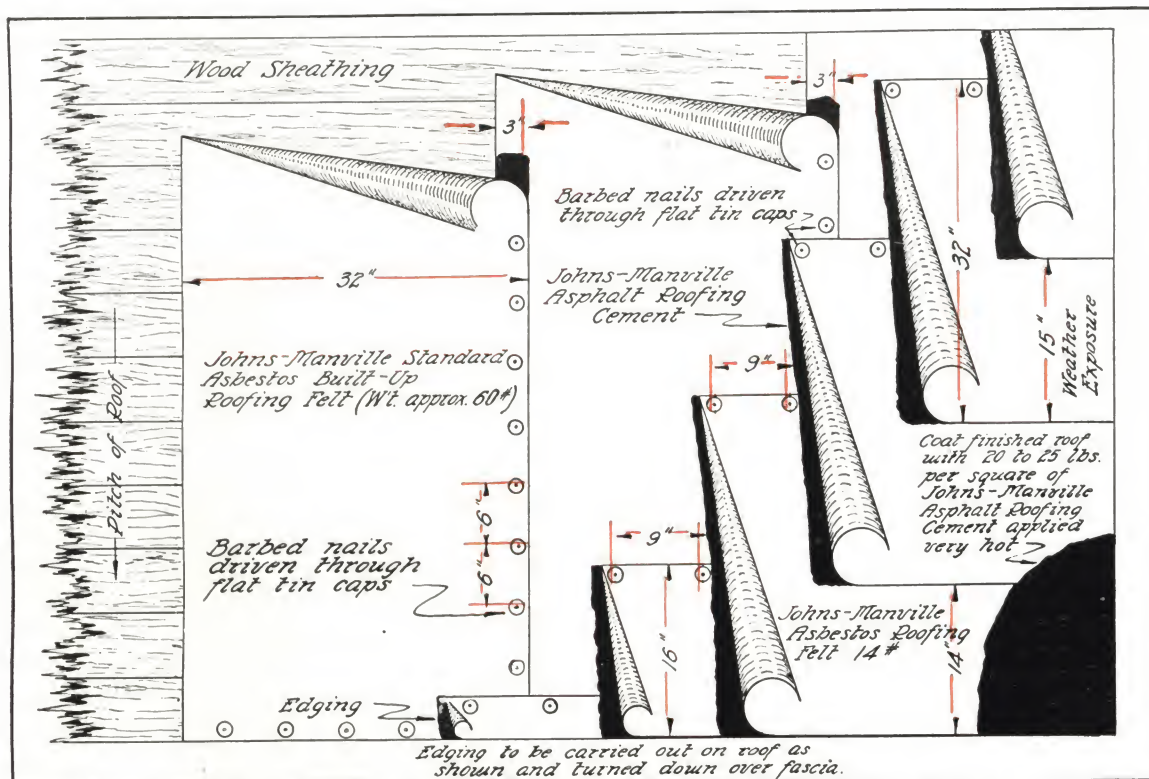 Wood Sheathing
3"
3"
Barbed nails driven
through flat tin caps
32"
32"
Johns-Manville
Asphalt Roofing
Cement
15"
Weather
Exposure
Pitch of Roof
Johns-Manville Standard
Asbestos Built-Up
Roofing Felt (W't. approx. 60#)
9"
Coat finished roof
with 20 to 25 lbs.
per square of
Johns-Manville
Asphalt Roofing
Cement applied
very hot
6"
6"
Barbed nails
driven through
flat tin caps
9"
16"
Johns-Manville
Asbestos Roofing
Felt 14#
14"
Edging
Edging to be carried out on roof as
shown and turned down over fascia.